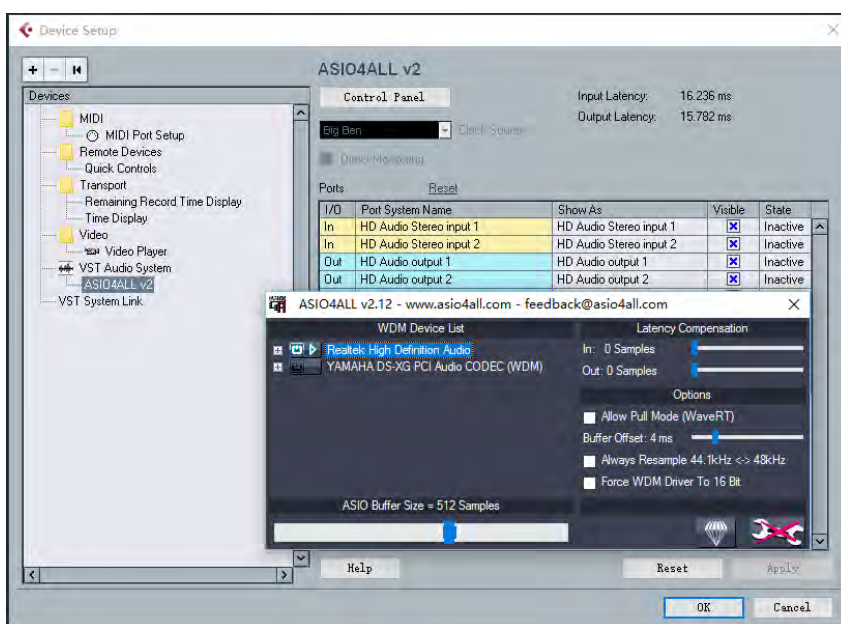 Device Setup
Devices
MIDI
MIDI Port Setup
Remote Devices
Quick Controls
Transport
Remaining Record Time Display
Time Display
Video
Video Player
VST Audio System
ASIO4ALL v2
VST System Link
ASIO4ALL v2
Control Panel
Input Latency: 16.236 ms
Output Latency: 15.782 ms
Big Ben Clock Source
Direct Monitoring
Ports Reset
I/O Port System Name Show As Visible State
In HD Audio Stereo input 1 HD Audio Stereo input 1 Inactive
In HD Audio Stereo input 2 HD Audio Stereo input 2 Inactive
Out HD Audio output 1 HD Audio output 1 Inactive
Out HD Audio output 2 HD Audio output 2 Inactive
ASIO4ALL v2.12 - www.asio4all.com - feedback@asio4all.com
WDM Device List
Realtek High Definition Audio
YAMAHA DS-XG PCI Audio CODEC (WDM)
ASIO Buffer Size = 512 Samples
Latency Compensation
In: 0 Samples
Out: 0 Samples
Options
Allow Pull Mode (WaveRT)
Buffer Offset: 4 ms
Always Resample 44.1kHz <-> 48kHz
Force WDM Driver To 16 Bit
Help Reset Apply
OK Cancel